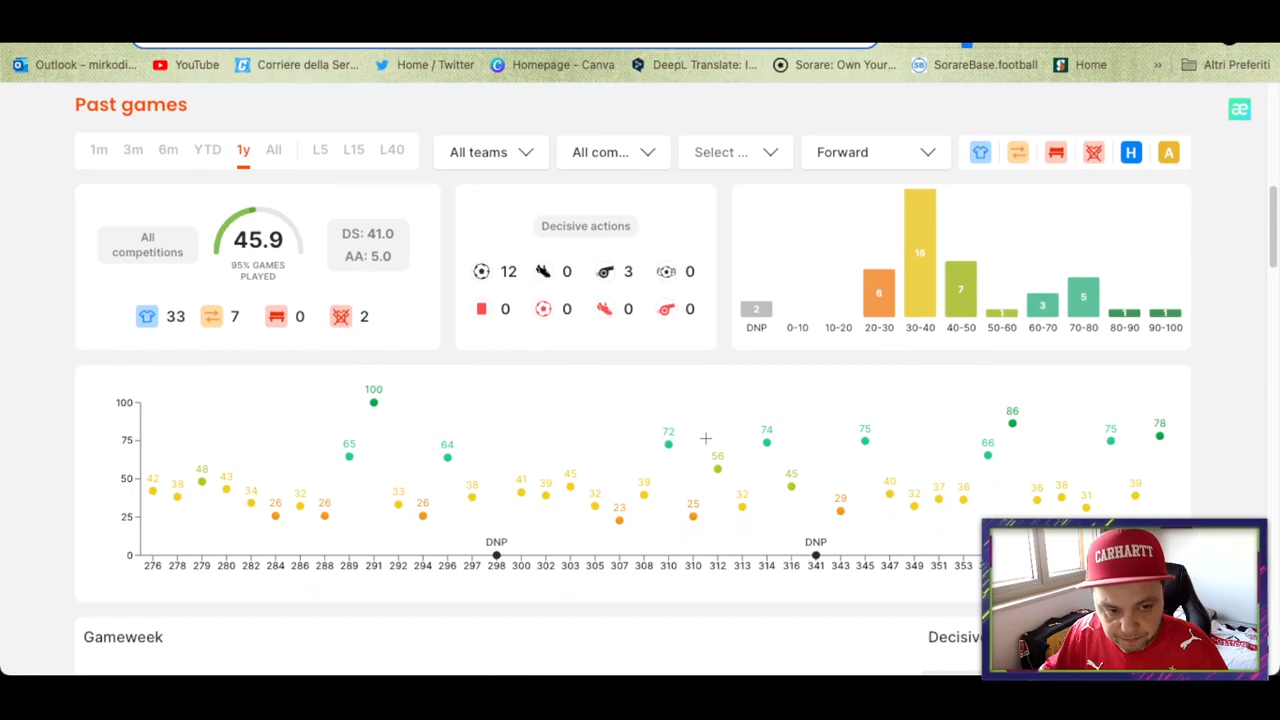 Outlook - mirkodi...
YouTube
Corriere della Ser...
Home / Twitter
Homepage - Canva
DeepL Translate: I...
Sorare: Own Your...
SorareBase.football
Home
»
Altri Preferiti
Past games
æ
1m 3m 6m YTD 1y All L5 L15 L40
All teams
All com...
Select ...
Forward
H
A
All
competitions
45.9
95% GAMES
PLAYED
DS: 41.0
AA: 5.0
33 7 0 2
Decisive actions
12 0 3 0
0 0 0 0
2 6 16 7 1 3 5 1 1
DNP 0-10 10-20 20-30 30-40 40-50 50-60 60-70 70-80 80-90 90-100
100
75
50
25
0
42 38 48 43 34 26 32 26 65 100 33 26 64 38 DNP 41 39 45 32 23 39 72 25 56 32 74 45 DNP 29 75 40 32 37 36 66 86 36 38 31 75 39 78
276 278 279 280 282 284 286 288 289 291 292 294 296 297 298 300 302 303 305 307 308 310 310 312 313 314 316 341 343 345 347 349 351 353
Gameweek
CARHARTT